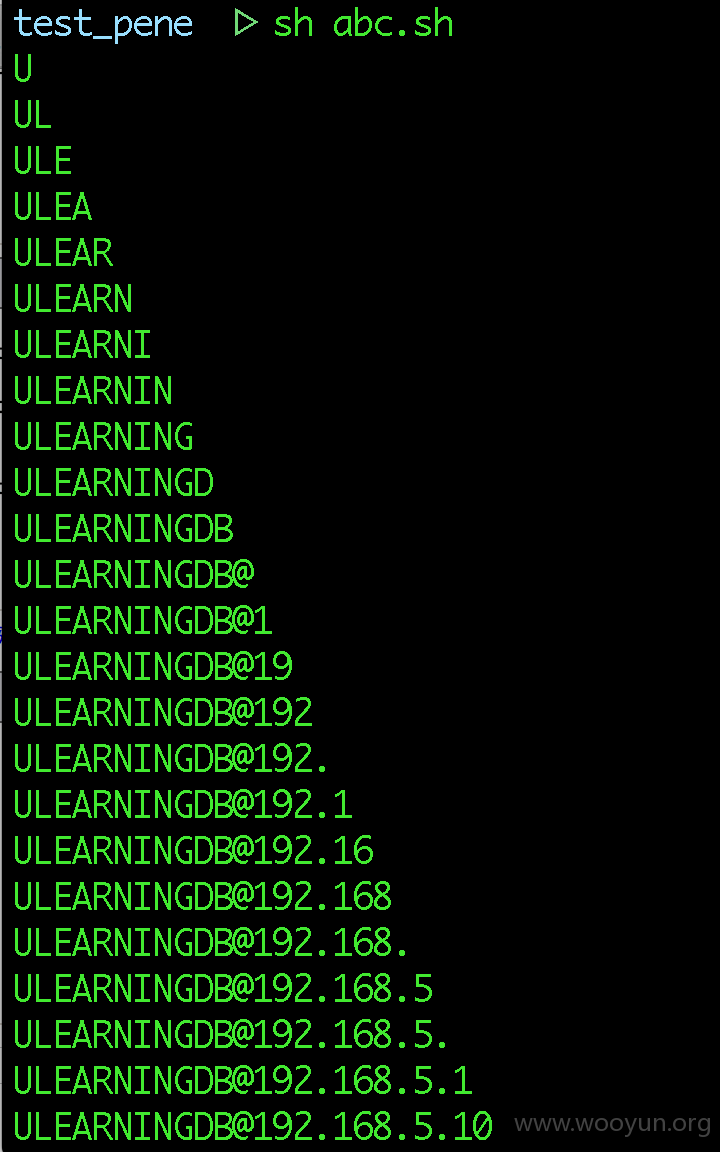 test_pene ▷ sh abc.sh
U
UL
ULE
ULEA
ULEAR
ULEARN
ULEARNI
ULEARNIN
ULEARNING
ULEARNINGD
ULEARNINGDB
ULEARNINGDB@
ULEARNINGDB@1
ULEARNINGDB@19
ULEARNINGDB@192
ULEARNINGDB@192.
ULEARNINGDB@192.1
ULEARNINGDB@192.16
ULEARNINGDB@192.168
ULEARNINGDB@192.168.
ULEARNINGDB@192.168.5
ULEARNINGDB@192.168.5.
ULEARNINGDB@192.168.5.1
ULEARNINGDB@192.168.5.10
www.wooyun.org